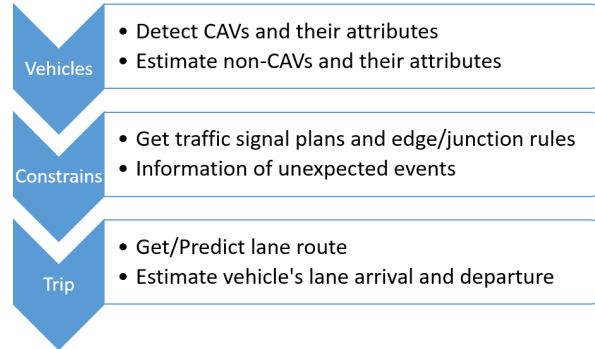 Vehicles
• Detect CAVs and their attributes
• Estimate non-CAVs and their attributes
Constrains
• Get traffic signal plans and edge/junction rules
• Information of unexpected events
Trip
• Get/Predict lane route
• Estimate vehicle's lane arrival and departure